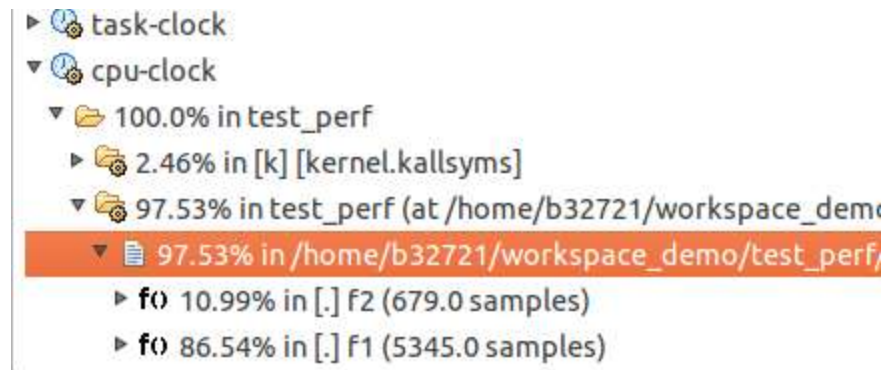 task-clock
cpu-clock
100.0% in test_perf
2.46% in [k] [kernel.kallsyms]
97.53% in test_perf (at /home/b32721/workspace_demo
97.53% in /home/b32721/workspace_demo/test_perf/
f() 10.99% in [.] f2 (679.0 samples)
f() 86.54% in [.] f1 (5345.0 samples)